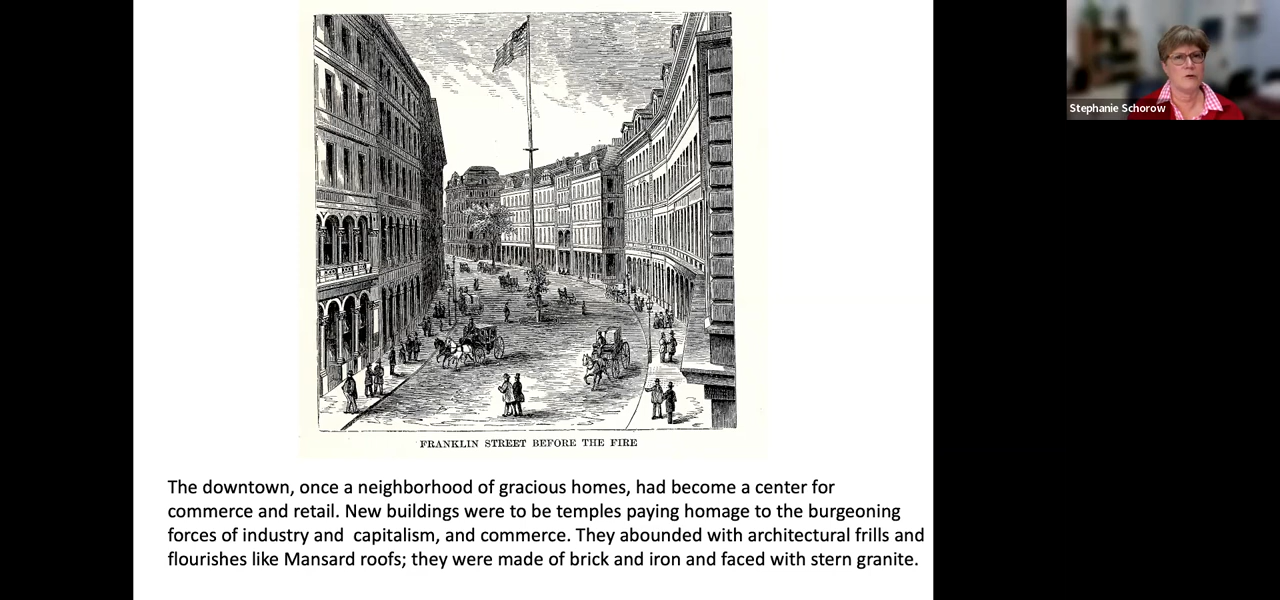 Stephanie Schorow
FRANKLIN STREET BEFORE THE FIRE
The downtown, once a neighborhood of gracious homes, had become a center for
commerce and retail. New buildings were to be temples paying homage to the burgeoning
forces of industry and  capitalism, and commerce. They abounded with architectural frills and
flourishes like Mansard roofs; they were made of brick and iron and faced with stern granite.